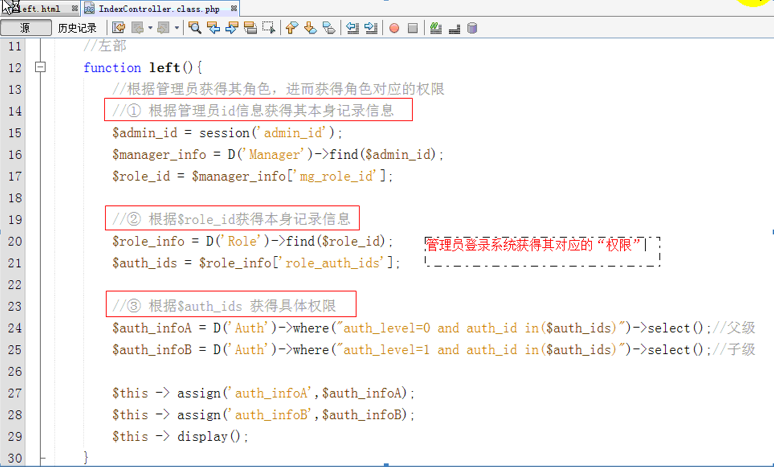 left.html IndexController.class.php
源 历史记录
11 //左部
12 function left(){
13 //根据管理员获得其角色，进而获得角色对应的权限
14 //① 根据管理员id信息获得其本身记录信息
15 $admin_id = session('admin_id');
16 $manager_info = D('Manager')->find($admin_id);
17 $role_id = $manager_info['mg_role_id'];
18
19 //② 根据$role_id获得本身记录信息
20 $role_info = D('Role')->find($role_id); 管理员登录系统获得其对应的“权限”
21 $auth_ids = $role_info['role_auth_ids'];
22
23 //③ 根据$auth_ids 获得具体权限
24 $auth_infoA = D('Auth')->where("auth_level=0 and auth_id in($auth_ids)")->select();//父级
25 $auth_infoB = D('Auth')->where("auth_level=1 and auth_id in($auth_ids)")->select();//子级
26
27 $this -> assign('auth_infoA',$auth_infoA);
28 $this -> assign('auth_infoB',$auth_infoB);
29 $this -> display();
30 }